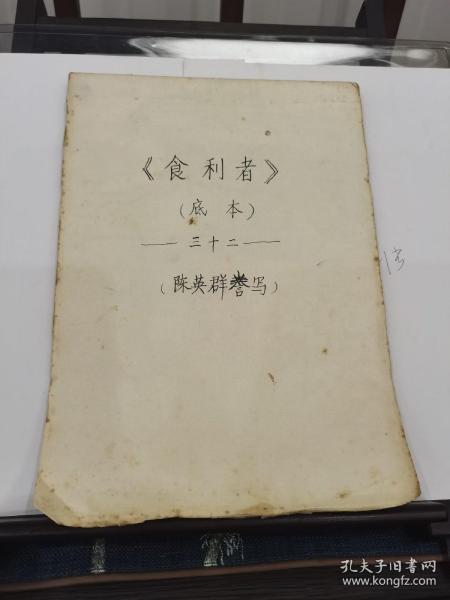 《食利者》
（底本）
——三十二——
（陈英群誊写）
孔夫子旧书网
www.kongfz.com